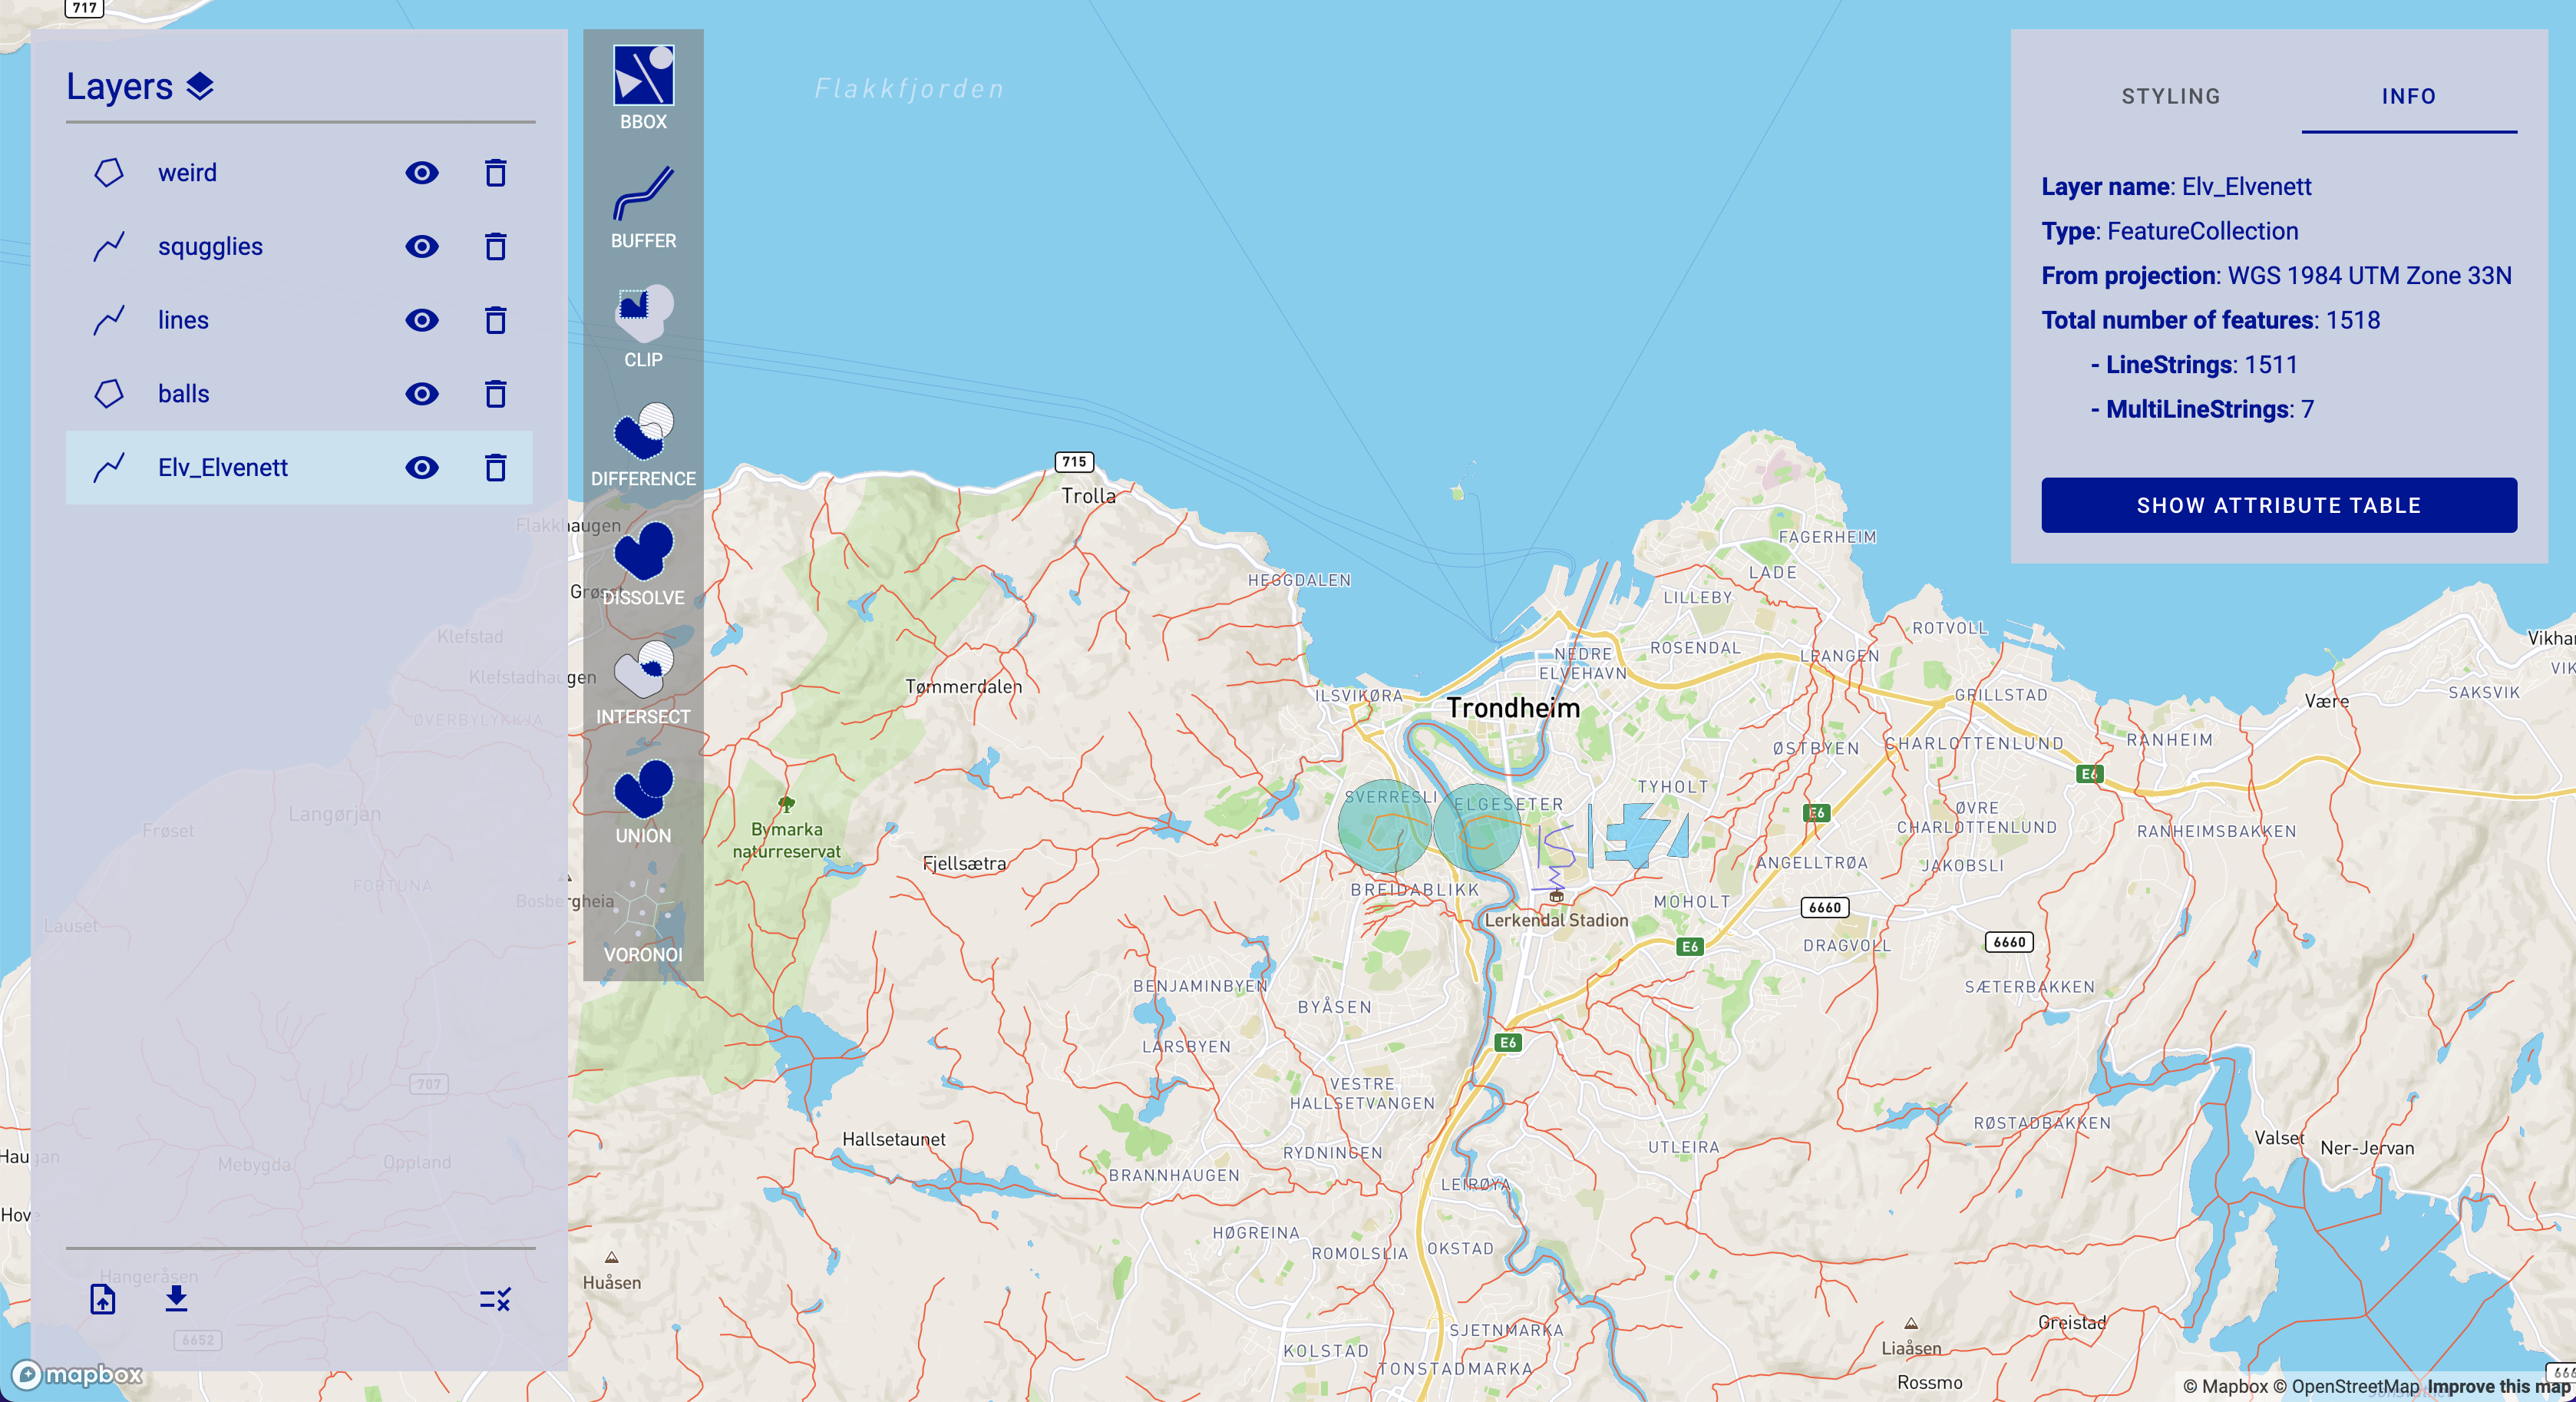 717
Layers
weird
squgglies
lines
balls
Elv_Elvenett
BBOX
BUFFER
CLIP
DIFFERENCE
DISSOLVE
INTERSECT
UNION
VORONOI
STYLING INFO
Layer name: Elv_Elvenett
Type: FeatureCollection
From projection: WGS 1984 UTM Zone 33N
Total number of features: 1518
- LineStrings: 1511
- MultiLineStrings: 7
SHOW ATTRIBUTE TABLE
Flakkfjorden
715
Trolla
Flakkhaugen
HEGGDALEN
FAGERHEIM
LADE
LILLEBY
ROTVOLL
Klefstad
Klefstadhaugen
NEDRE
ELVEHAVN
ROSENDAL
LEANGEN
SAKSVIK
Være
GRILLSTAD
Tømmerdalen
ILSVIKØRA
Trondheim
ØVERBYLYKKJA
ØSTBYEN
CHARLOTTENLUND
RANHEIM
E6
Langørjan
Frøset
SVERRESLI
ELGESETER
TYHOLT
E6
ØVRE
CHARLOTTENLUND
RANHEIMSBAKKEN
Bymarka
naturreservat
Fjellsætra
ANGELLTRØA
JAKOBSLI
FORTUNA
BREIDABLIKK
Bosbergheia
Lerkendal Stadion
MOHOLT
6660
Lauset
E6
DRAGVOLL
6660
BENJAMINBYEN
BYÅSEN
SÆTERBAKKEN
LARSBYEN
E6
707
VESTRE
HALLSETVANGEN
RØSTADBAKKEN
Hallsetaunet
UTLEIRA
Valset
Ner-Jervan
Haugan
Mebygda
Oppland
RYDNINGEN
BRANNHAUGEN
LEIRØYA
HØGREINA
ROMOLSLIA
OKSTAD
Hangeråsen
Huåsen
6652
SJETNMARKA
Greistad
Liaåsen
KOLSTAD
TONSTADMARKA
Rossmo
mapbox
© Mapbox © OpenStreetMap Improve this map